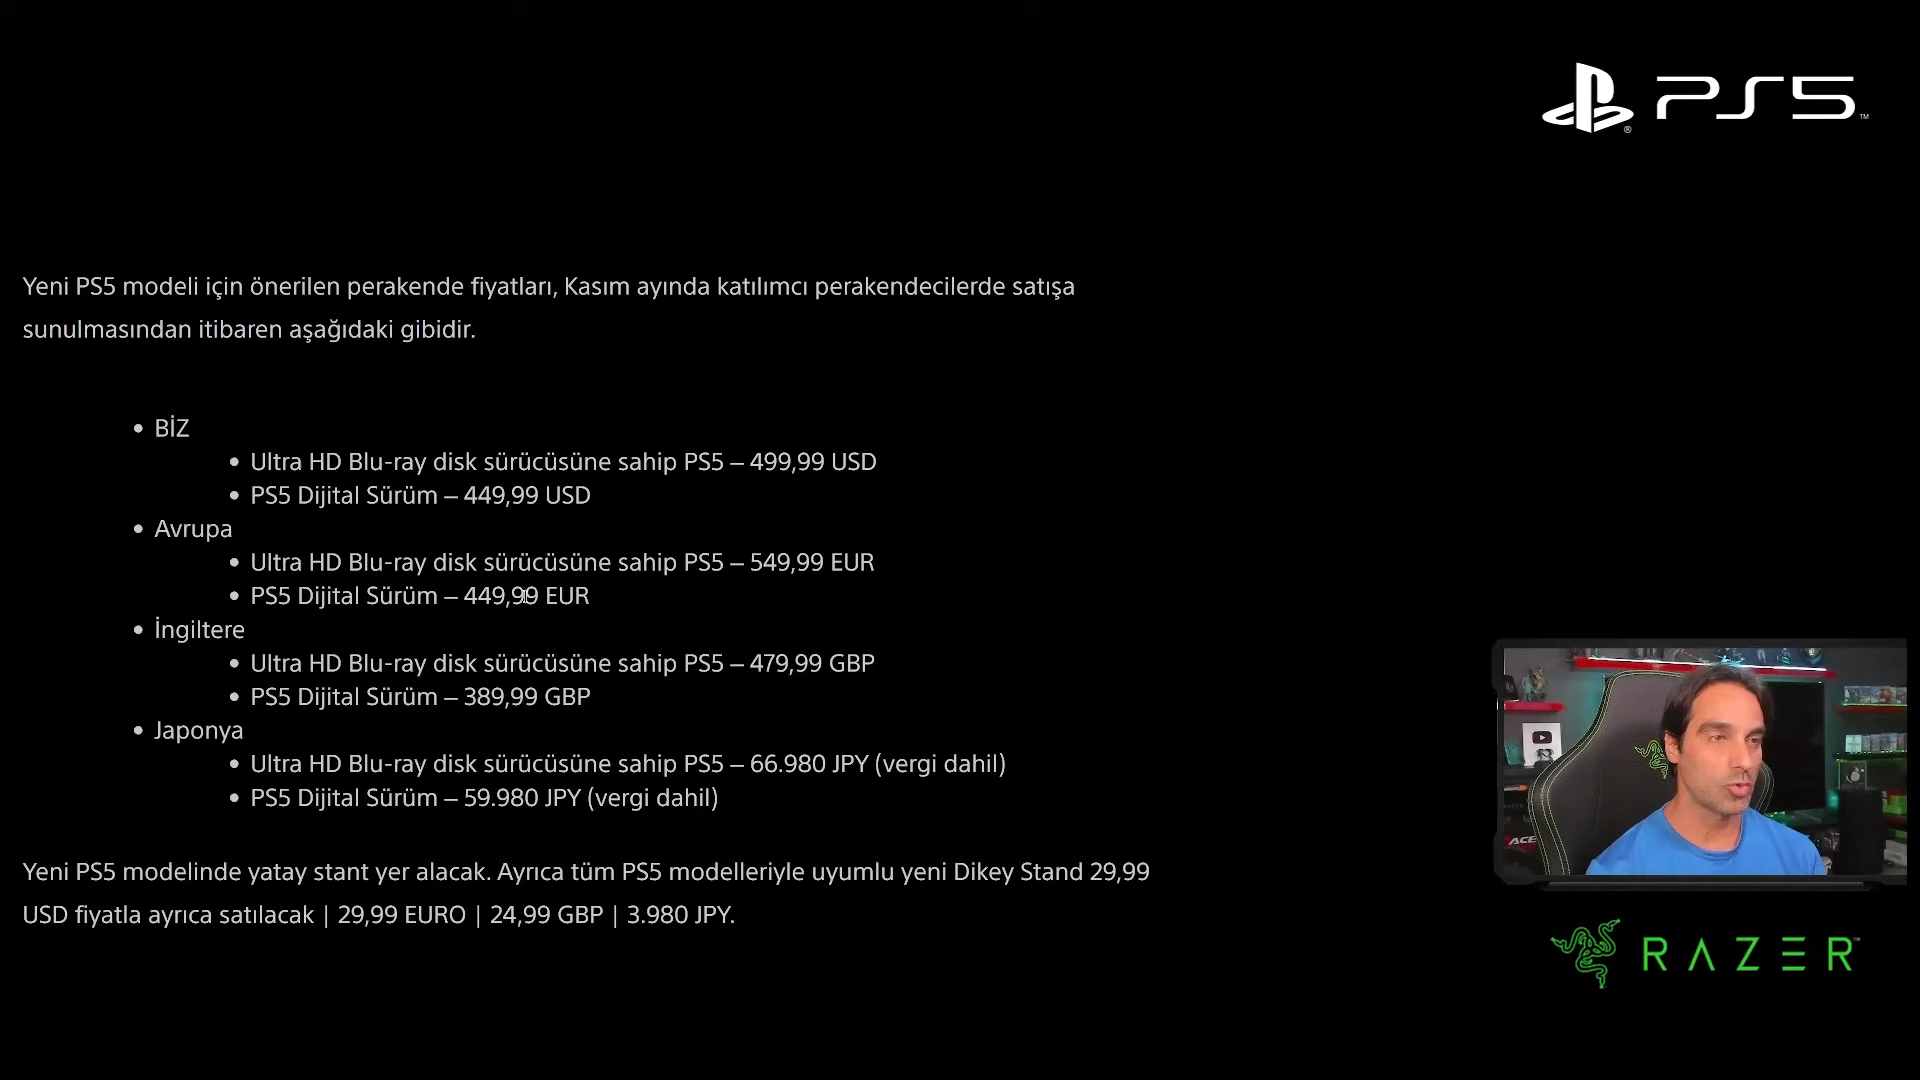 PS5
Yeni PS5 modeli için önerilen perakende fiyatları, Kasım ayında katılımcı perakendecilerde satışa
sunulmasından itibaren aşağıdaki gibidir.
• BİZ
• Ultra HD Blu-ray disk sürücüsüne sahip PS5 – 499,99 USD
• PS5 Dijital Sürüm – 449,99 USD
• Avrupa
• Ultra HD Blu-ray disk sürücüsüne sahip PS5 – 549,99 EUR
• PS5 Dijital Sürüm – 449,99 EUR
• İngiltere
• Ultra HD Blu-ray disk sürücüsüne sahip PS5 – 479,99 GBP
• PS5 Dijital Sürüm – 389,99 GBP
• Japonya
• Ultra HD Blu-ray disk sürücüsüne sahip PS5 – 66.980 JPY (vergi dahil)
• PS5 Dijital Sürüm – 59.980 JPY (vergi dahil)
Yeni PS5 modelinde yatay stant yer alacak. Ayrıca tüm PS5 modelleriyle uyumlu yeni Dikey Stand 29,99
USD fiyatla ayrıca satılacak | 29,99 EURO | 24,99 GBP | 3.980 JPY.
RAZER